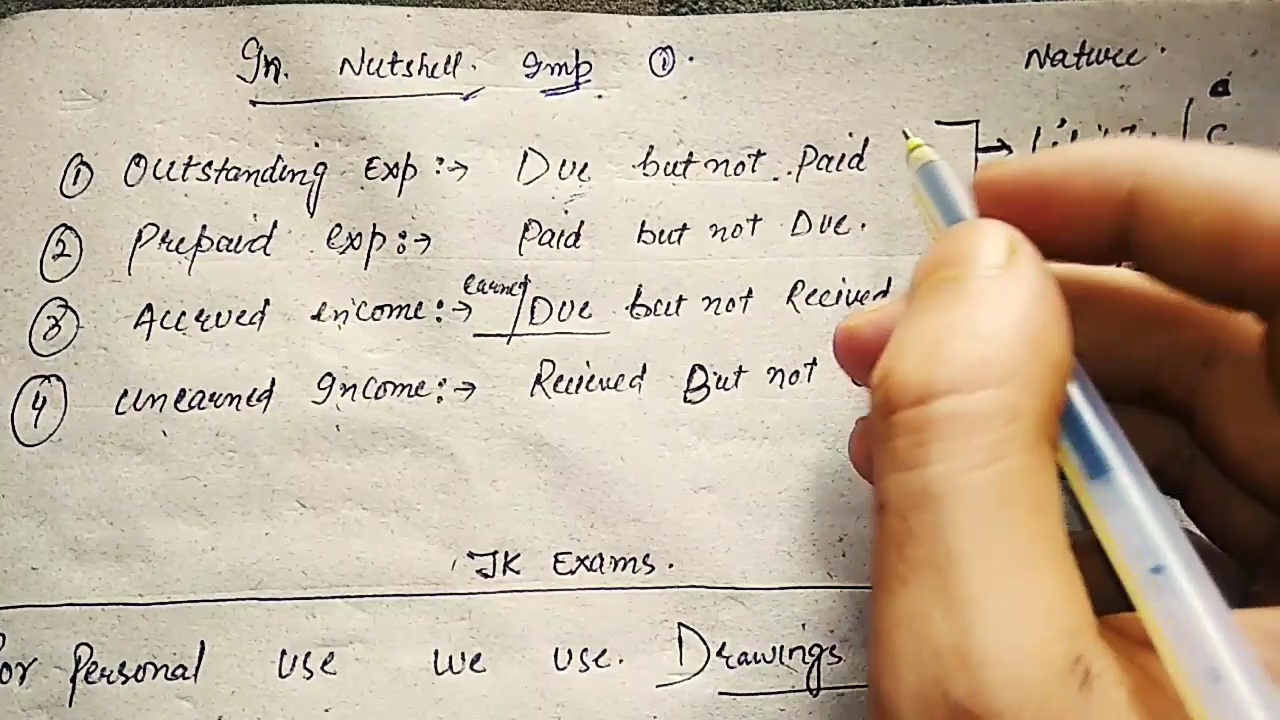 In Nutshell. Imp ①. Nature.
① Outstanding Exp:→ Due but not Paid
② Prepaid exp:→ Paid but not Due.
③ Accrued income:→ earned/Due but not Recived
④ unearned Income:→ Recieved But not
JK Exams.
For Personal use we use. Drawings